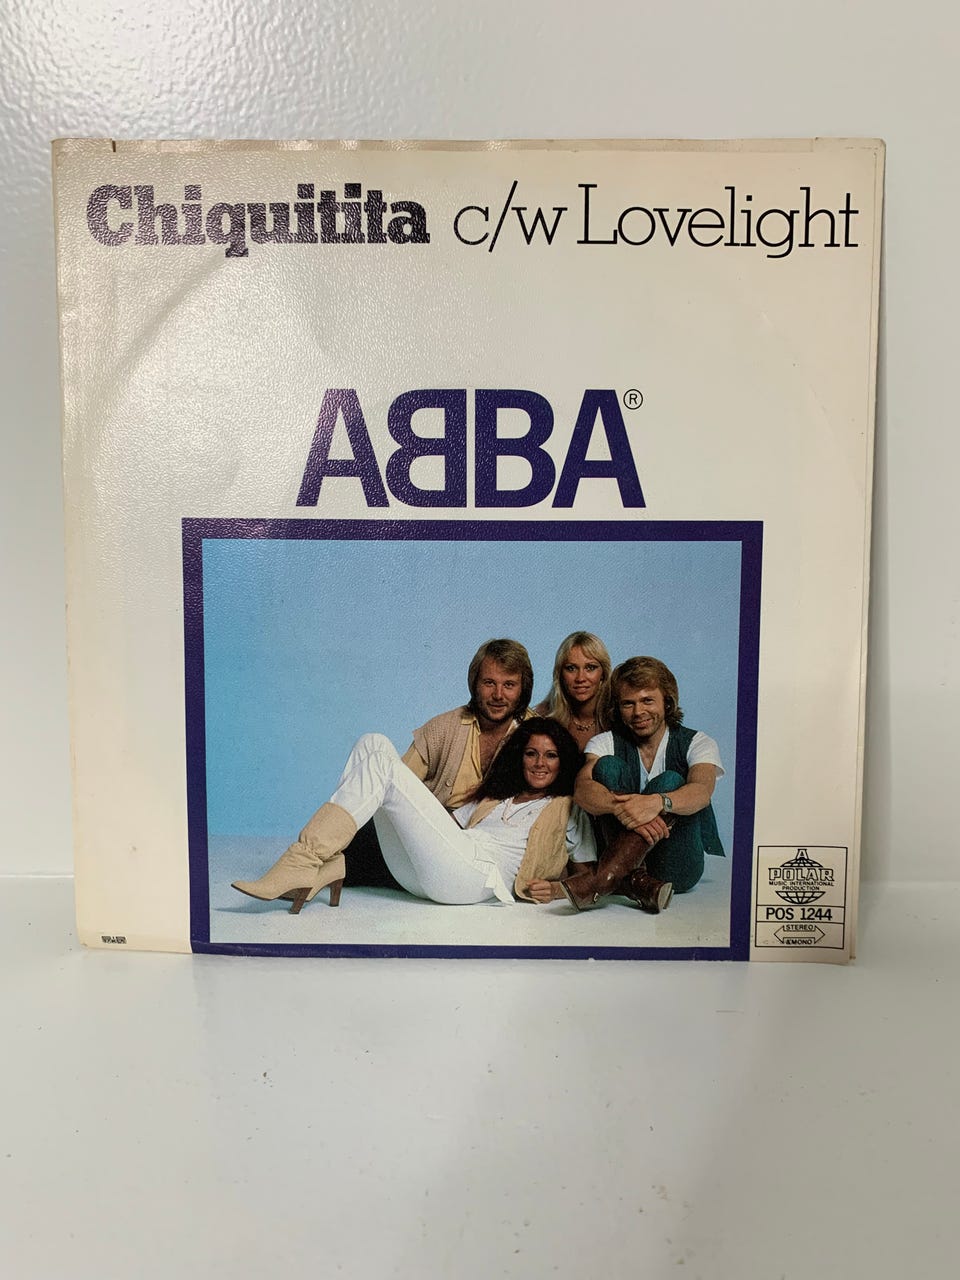 Chiquitita c/w Lovelight
ABBA®
A
POLAR
MUSIC INTERNATIONAL
PRODUCTION
POS 1244
STEREO
&MONO